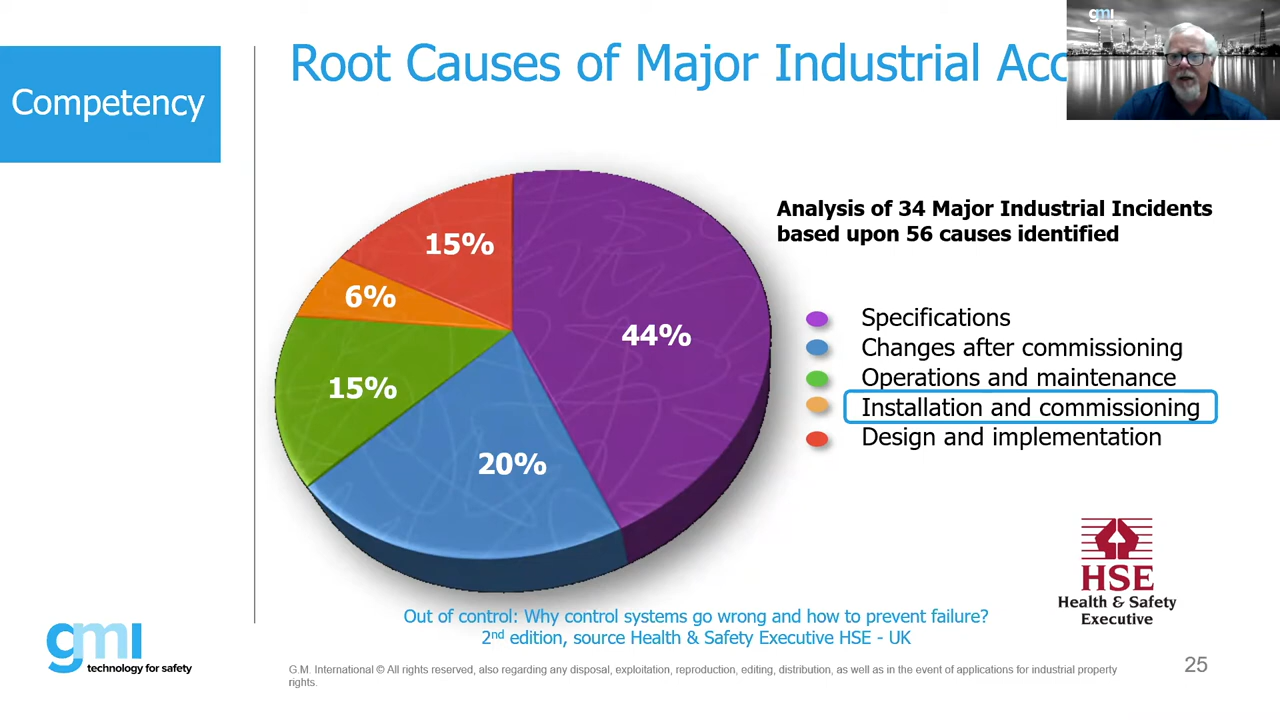 Competency
Root Causes of Major Industrial
gmi
Analysis of 34 Major Industrial Incidents
based upon 56 causes identified
15%
6%
44%
15%
20%
Specifications
Changes after commissioning
Operations and maintenance
Installation and commissioning
Design and implementation
HSE
Health & Safety
Executive
Out of control: Why control systems go wrong and how to prevent failure?
2nd edition, source Health & Safety Executive HSE - UK
gmi
technology for safety
G.M. International © All rights reserved, also regarding any disposal, exploitation, reproduction, editing, distribution, as well as in the event of applications for industrial property
rights.
25